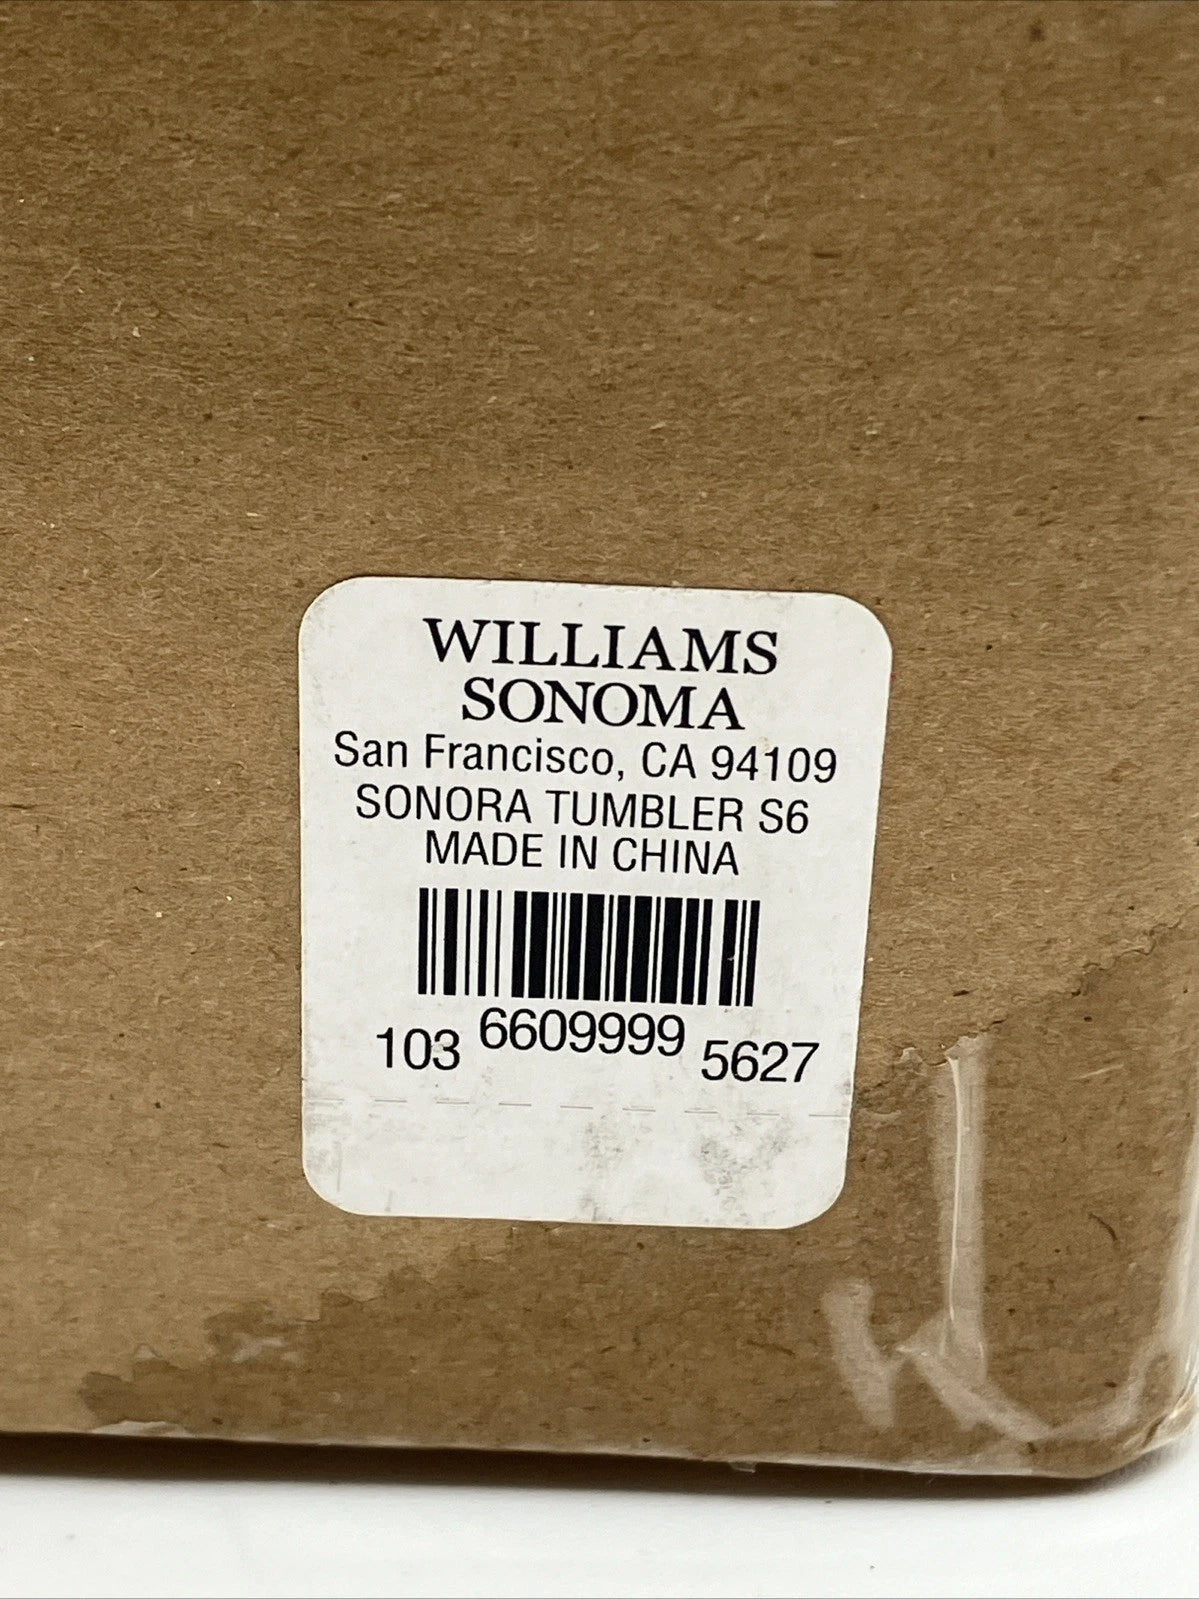 WILLIAMS
SONOMA
San Francisco, CA 94109
SONORA TUMBLER S6
MADE IN CHINA
103 6609999 5627